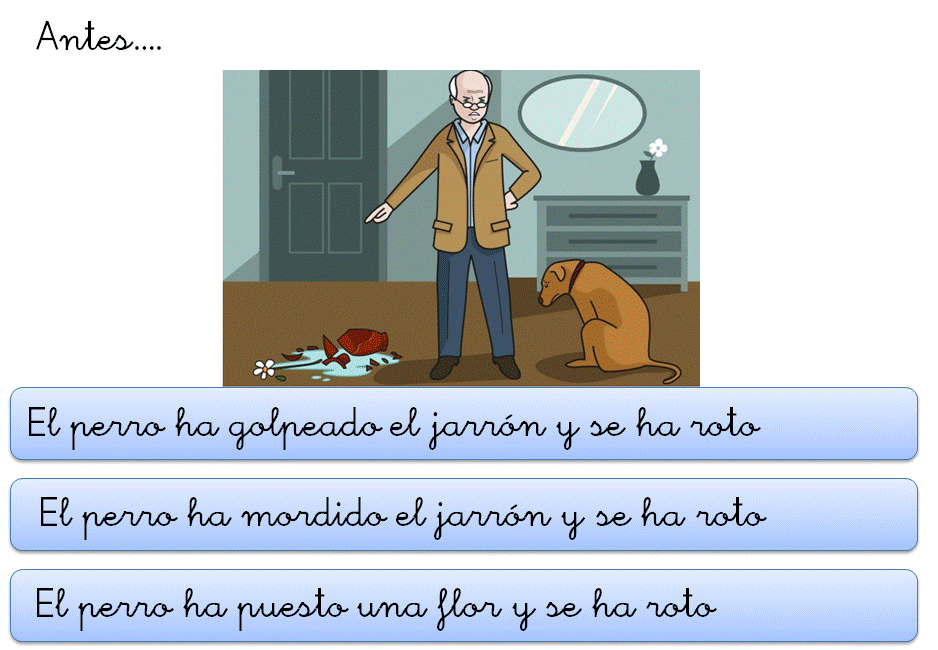 Antes....
El perro ha golpeado el jarrón y se ha roto
El perro ha mordido el jarrón y se ha roto
El perro ha puesto una flor y se ha roto